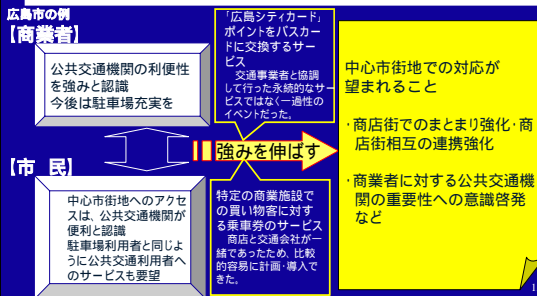 広島市の例
【商業者】
公共交通機関の利便性
を強みと認識
今後は駐車場充実を
「広島シティカード」
ポイントをバスカー
ドに交換するサー
ビス
交通事業者と協調
して行った永続的なサー
ビスではなく一過性の
イベントだった。
強みを伸ばす
【市 民】
中心市街地へのアクセ
スは、公共交通機関が
便利と認識
駐車場利用者と同じよ
うに公共交通利用者へ
のサービスも要望
特定の商業施設で
の買い物客に対す
る乗車券のサービス
商店と交通会社が一
緒であったため、比較
的容易に計画・導入で
きた。
中心市街地での対応が
望まれること
・商店街でのまとまり強化・商
店街相互の連携強化
・商業者に対する公共交通機
関の重要性への意識啓発
など
1